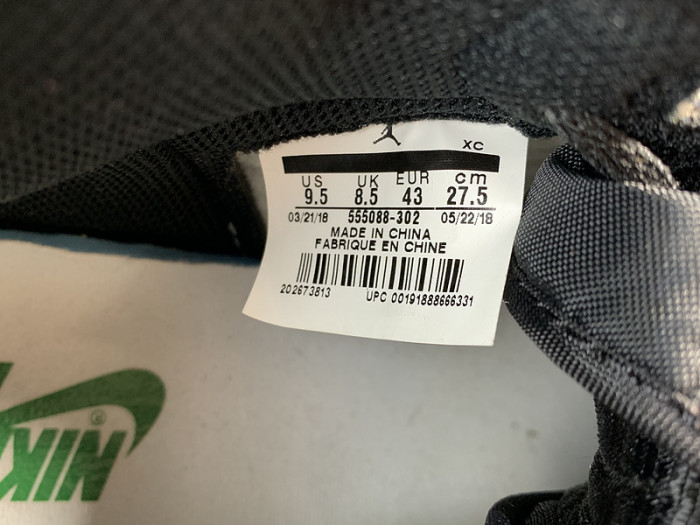 XC
US UK EUR cm
9.5 8.5 43 27.5
03/21/18 555088-302 05/22/18
MADE IN CHINA
FABRIQUE EN CHINE
202673813 UPC 00191888666331
NIK